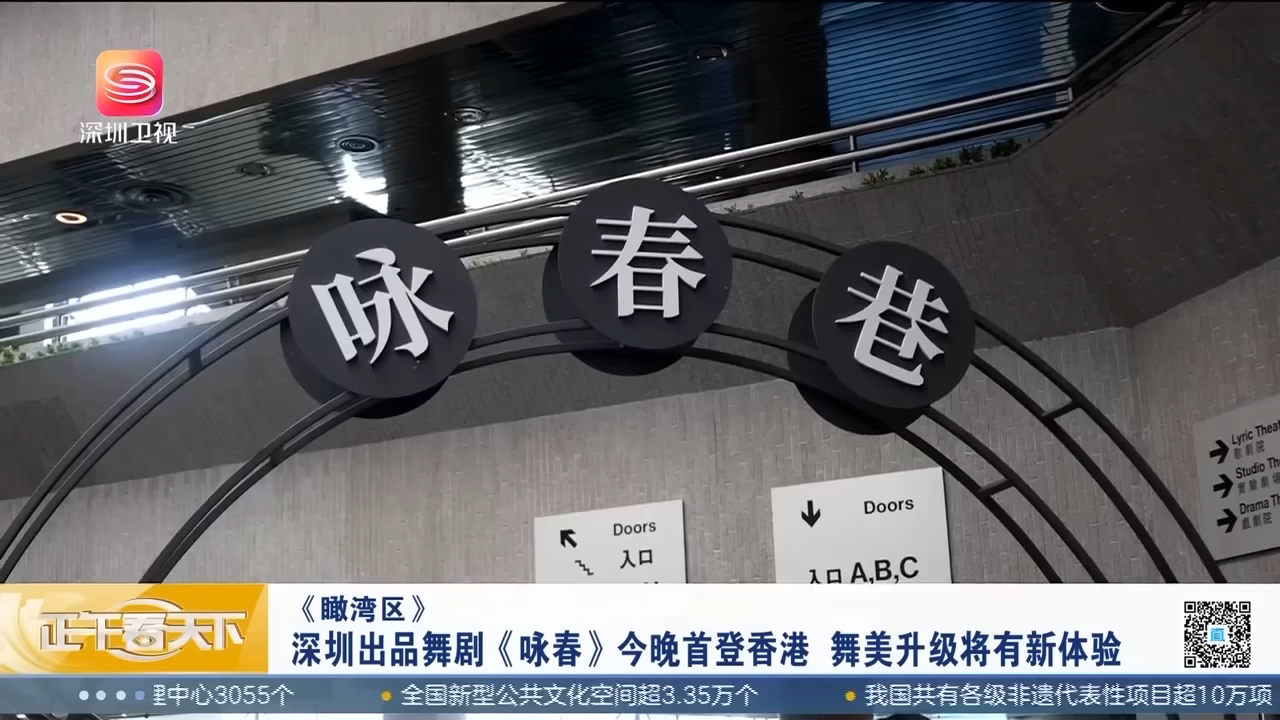 深圳卫视
咏春巷
Lyric Thea
歌劇院
Studio Th
實驗劇場
Drama Th
戲劇院
Doors
入口
Doors
入口 A,B,C
正午看天下
《瞰湾区》
深圳出品舞剧《咏春》今晚首登香港 舞美升级将有新体验
中心3055个 全国新型公共文化空间超3.35万个 我国共有各级非遗代表性项目超10万项